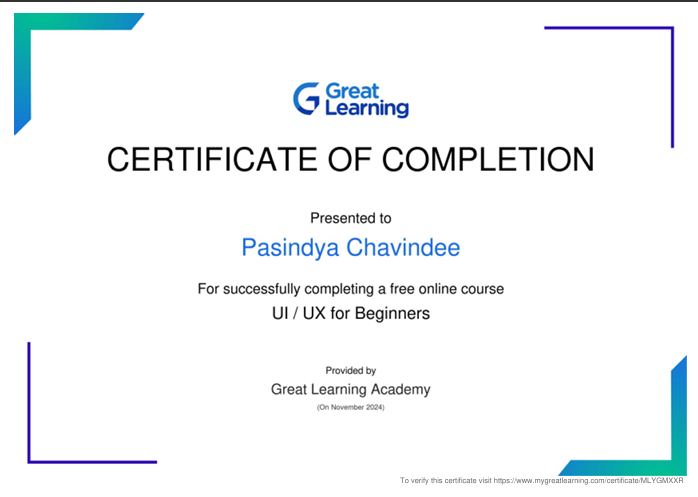 Great
Learning
CERTIFICATE OF COMPLETION
Presented to
Pasindya Chavindee
For successfully completing a free online course
UI / UX for Beginners
Provided by
Great Learning Academy
(On November 2024)
To verify this certificate visit https://www.mygreatlearning.com/certificate/MLYGMXXR